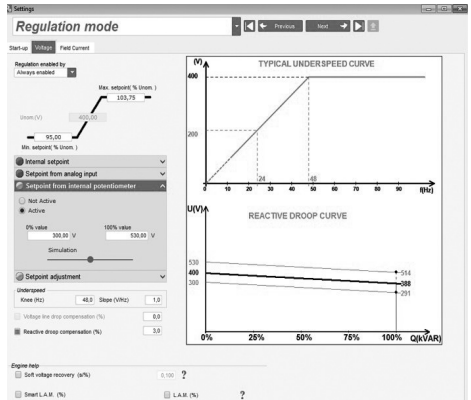 Settings
Regulation mode
Previous
Next
Start-up
Voltage
Field Current
Regulation enabled by
Always enabled
Max. setpoint( % Unom. )
103,75
Unom.(V)
400,00
95,00
Min. setpoint( % Unom. )
Internal setpoint
Setpoint from analog input
Setpoint from internal potentiometer
Not Active
Active
0% value
100% value
300,00 V
530,00 V
Simulation
Setpoint adjustment
Underspeed
Knee (Hz) 48,0 Slope (V/Hz) 1,0
Voltage line drop compensation (%) 0,0
Reactive droop compensation (%) 3,0
Engine help
Soft voltage recovery (s/%) 0.100 ?
Smart L.A.M. (%)
L.A.M. (%) ?
(V)
TYPICAL UNDERSPEED CURVE
400
200
24
48
0 10 20 30 40 50 60 70 80 90 f(Hz)
U(V)
REACTIVE DROOP CURVE
530
400
300
514
388
291
0% 25% 50% 75% 100% Q(kVAR)